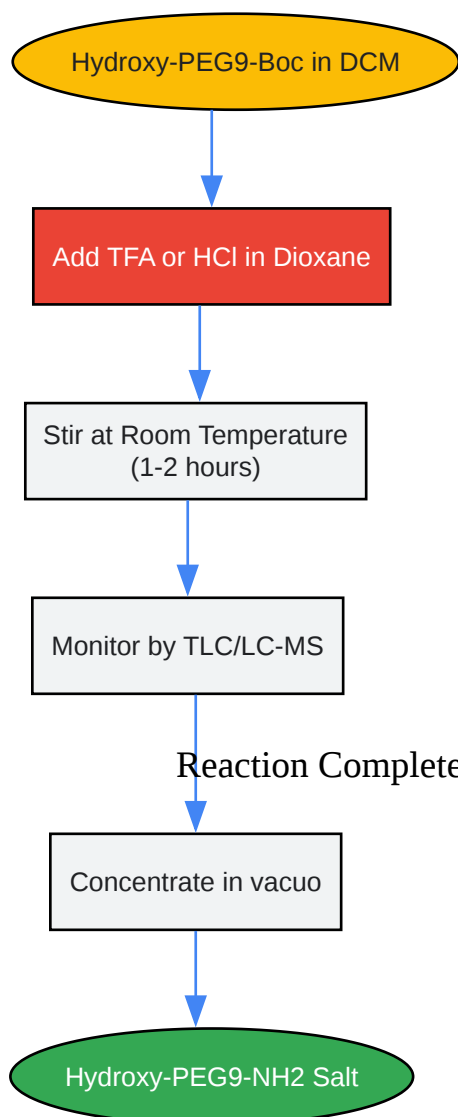 Hydroxy-PEG9-Boc in DCM
Add TFA or HCl in Dioxane
Stir at Room Temperature
(1-2 hours)
Monitor by TLC/LC-MS
Reaction Complete
Concentrate in vacuo
Hydroxy-PEG9-NH2 Salt